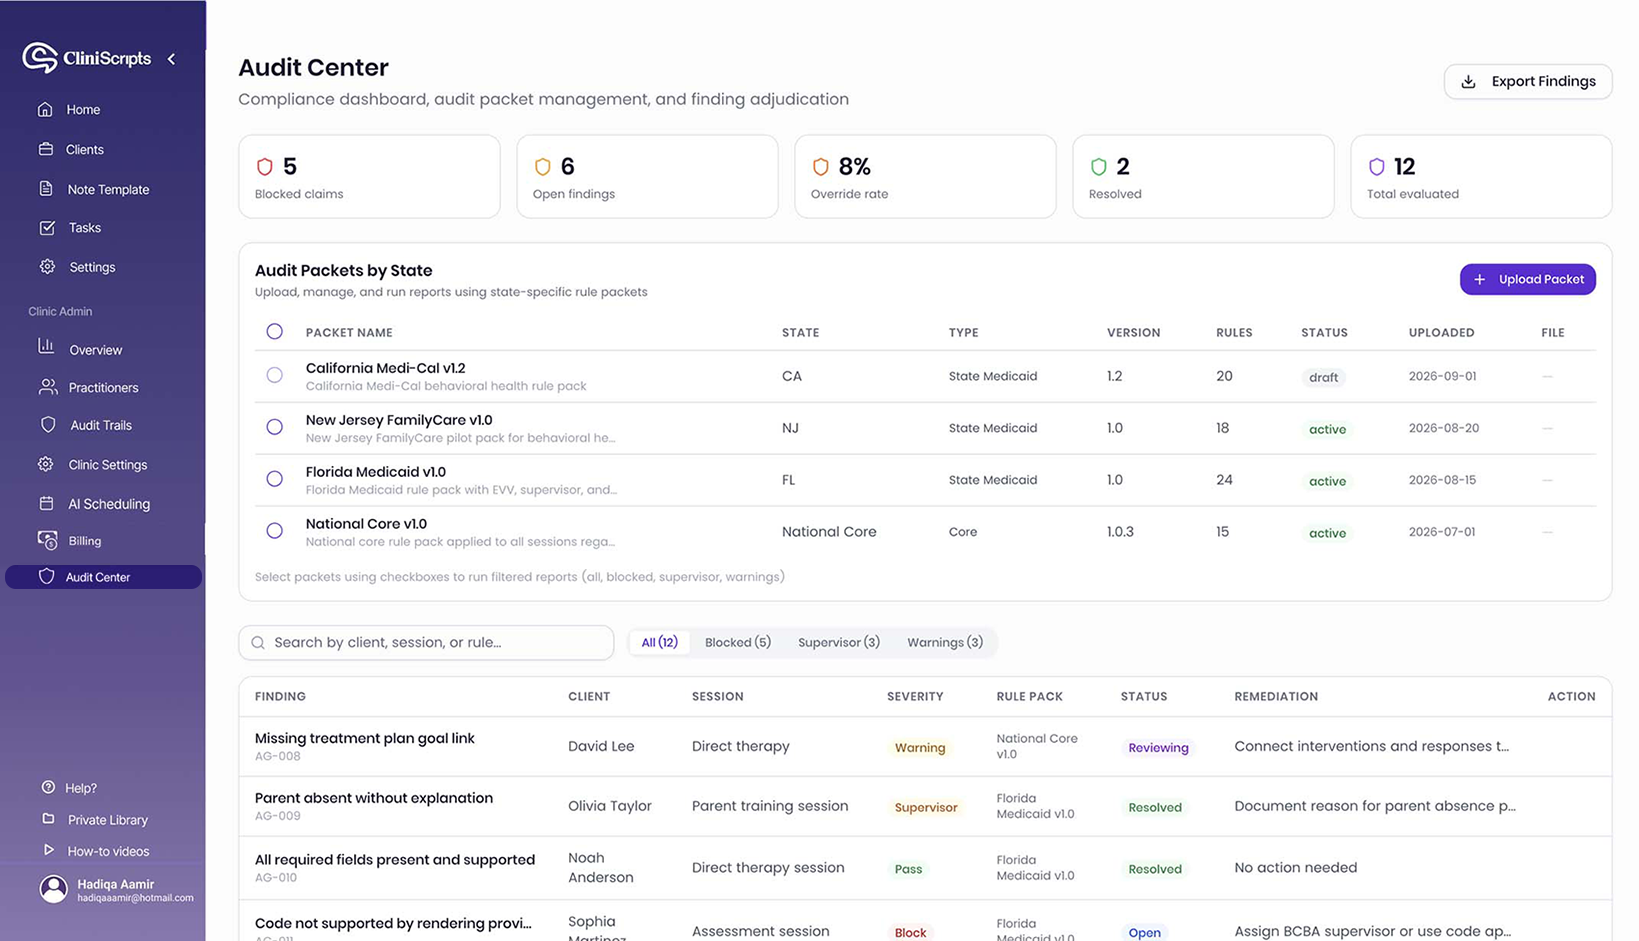 CliniScripts
Home
Clients
Note Template
Tasks
Settings
Clinic Admin
Overview
Practitioners
Audit Trails
Clinic Settings
AI Scheduling
Billing
Audit Center
Help?
Private Library
How-to videos
Hadiqa Aamir
hadiqaaamir@hotmail.com
Audit Center
Compliance dashboard, audit packet management, and finding adjudication
Export Findings
5
Blocked claims
6
Open findings
8%
Override rate
2
Resolved
12
Total evaluated
Audit Packets by State
Upload, manage, and run reports using state-specific rule packets
+ Upload Packet
PACKET NAME STATE TYPE VERSION RULES STATUS UPLOADED FILE
California Medi-Cal v1.2
California Medi-Cal behavioral health rule pack
CA State Medicaid 1.2 20 draft 2026-09-01 —
New Jersey FamilyCare v1.0
New Jersey FamilyCare pilot pack for behavioral he...
NJ State Medicaid 1.0 18 active 2026-08-20 —
Florida Medicaid v1.0
Florida Medicaid rule pack with EVV, supervisor, and...
FL State Medicaid 1.0 24 active 2026-08-15 —
National Core v1.0
National core rule pack applied to all sessions rega...
National Core Core 1.0.3 15 active 2026-07-01 —
Select packets using checkboxes to run filtered reports (all, blocked, supervisor, warnings)
Search by client, session, or rule...
All (12) Blocked (5) Supervisor (3) Warnings (3)
FINDING CLIENT SESSION SEVERITY RULE PACK STATUS REMEDIATION ACTION
Missing treatment plan goal link
AG-008
David Lee
Direct therapy
Warning
National Core
v1.0
Reviewing
Connect interventions and responses t...
Parent absent without explanation
AG-009
Olivia Taylor
Parent training session
Supervisor
Florida
Medicaid v1.0
Resolved
Document reason for parent absence p...
All required fields present and supported
AG-010
Noah
Anderson
Direct therapy session
Pass
Florida
Medicaid v1.0
Resolved
No action needed
Code not supported by rendering provi...
AG-011
Sophia
Martinez
Assessment session
Block
Florida
Medicaid v1.0
Open
Assign BCBA supervisor or use code ap...